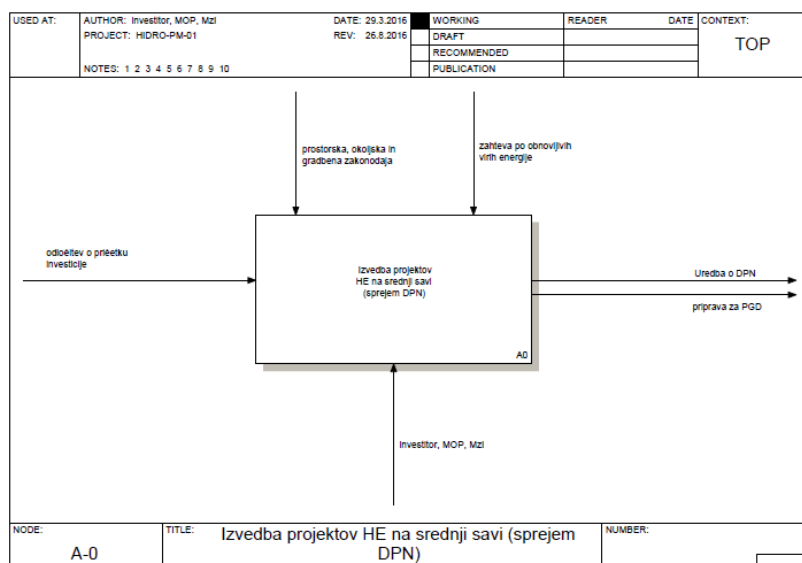 USED AT:
AUTHOR: Investitor, MOP, MzI
DATE: 29.3.2016
WORKING
READER
DATE
CONTEXT:
PROJECT: HIDRO-PM-01
REV: 26.8.2016
DRAFT
TOP
RECOMMENDED
NOTES: 1 2 3 4 5 6 7 8 9 10
PUBLICATION
prostorska, okoljska in
gradbena zakonodaja
zahteva po obnovljivih
virih energije
odloèitev o prièetku
investicije
Izvedba projektov
HE na srednji savi
(sprejem DPN)
A0
Uredba o DPN
priprava za PGD
Investitor, MOP, MzI
NODE:
A-0
TITLE:
Izvedba projektov HE na srednji savi (sprejem
DPN)
NUMBER: